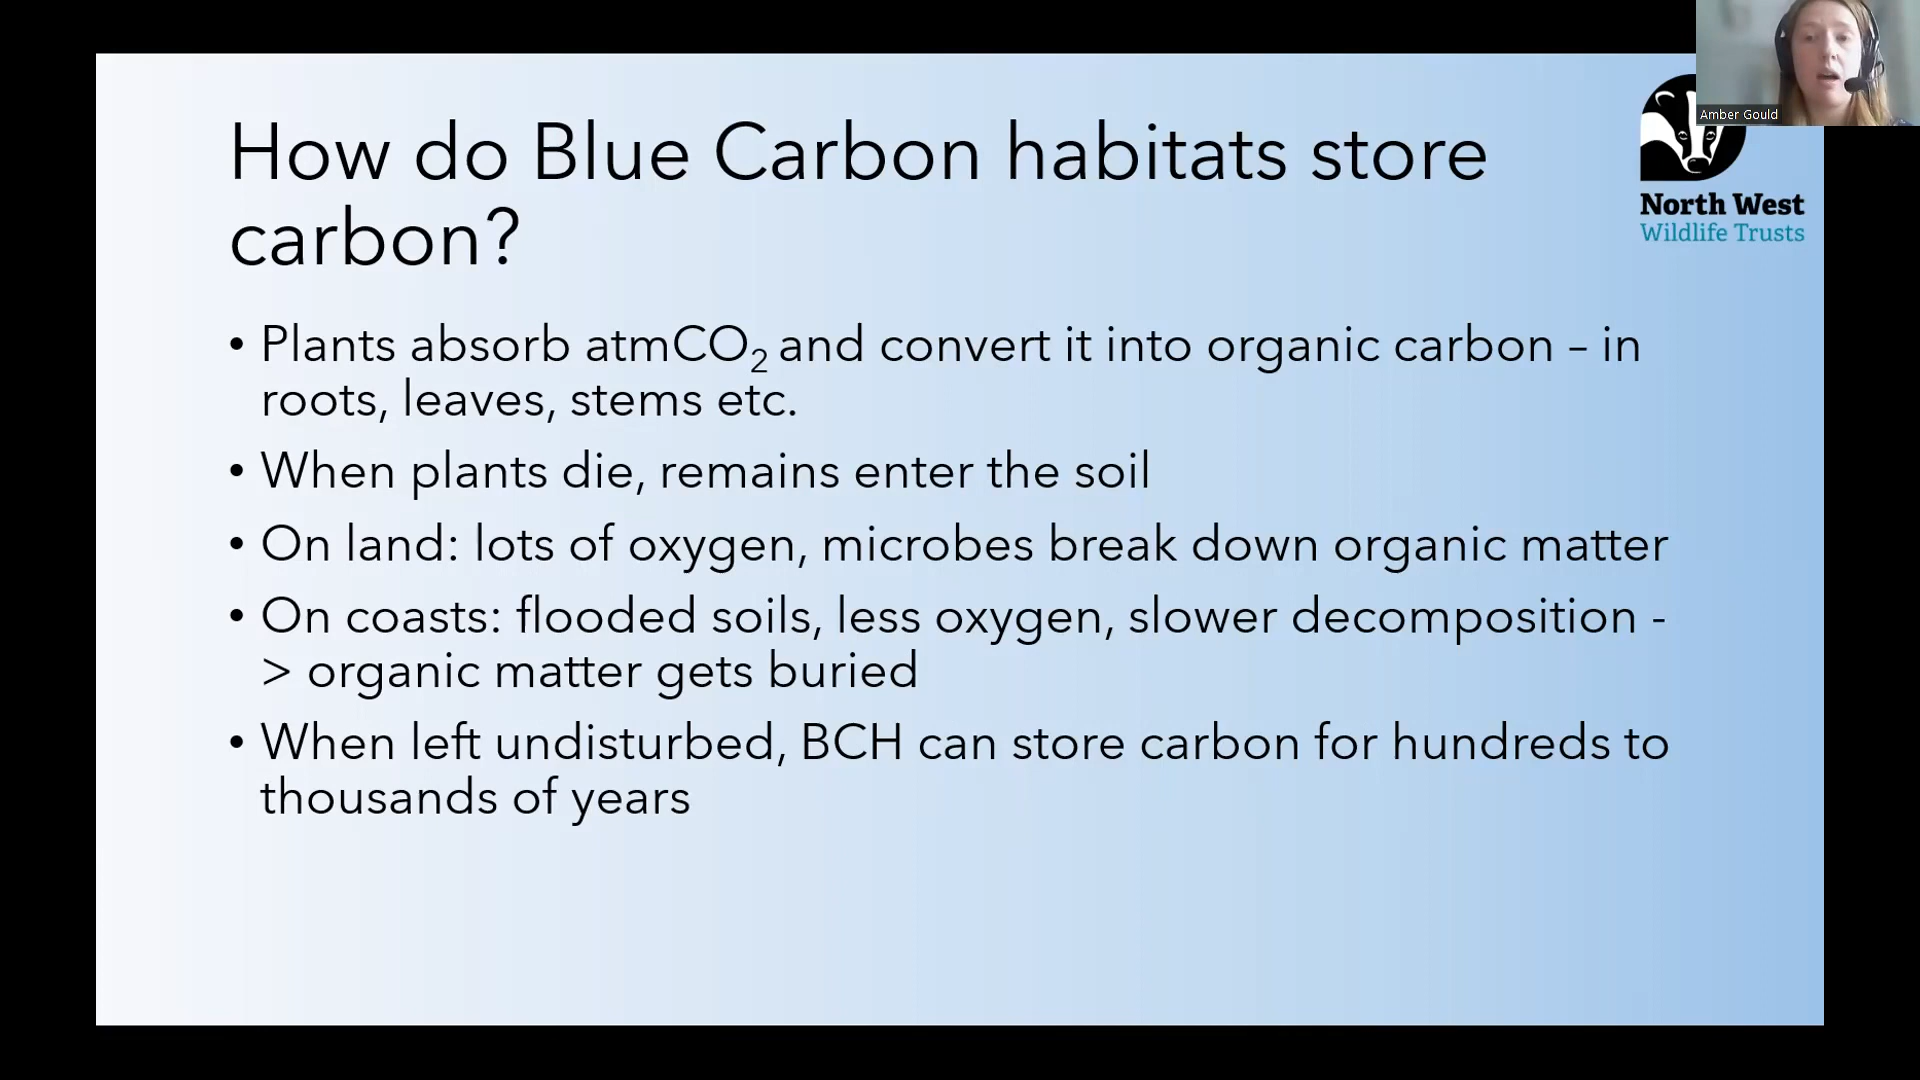 How do Blue Carbon habitats store
carbon?
• Plants absorb atmCO₂ and convert it into organic carbon – in
roots, leaves, stems etc.
• When plants die, remains enter the soil
• On land: lots of oxygen, microbes break down organic matter
• On coasts: flooded soils, less oxygen, slower decomposition -
> organic matter gets buried
• When left undisturbed, BCH can store carbon for hundreds to
thousands of years
North West
Wildlife Trusts
Amber Gould